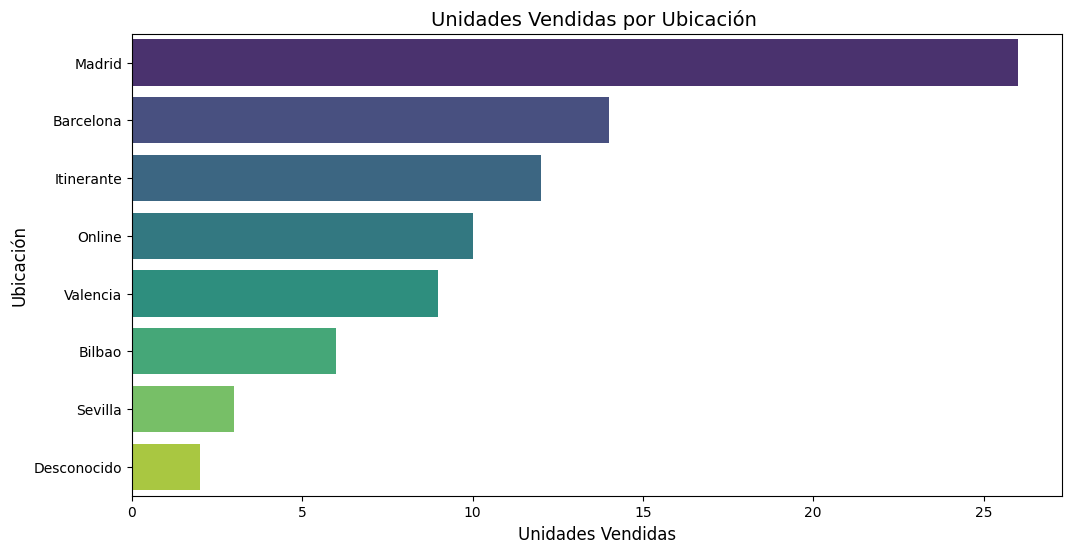 Unidades Vendidas por Ubicación
Ubicación
Madrid
Barcelona
Itinerante
Online
Valencia
Bilbao
Sevilla
Desconocido
0 5 10 15 20 25
Unidades Vendidas